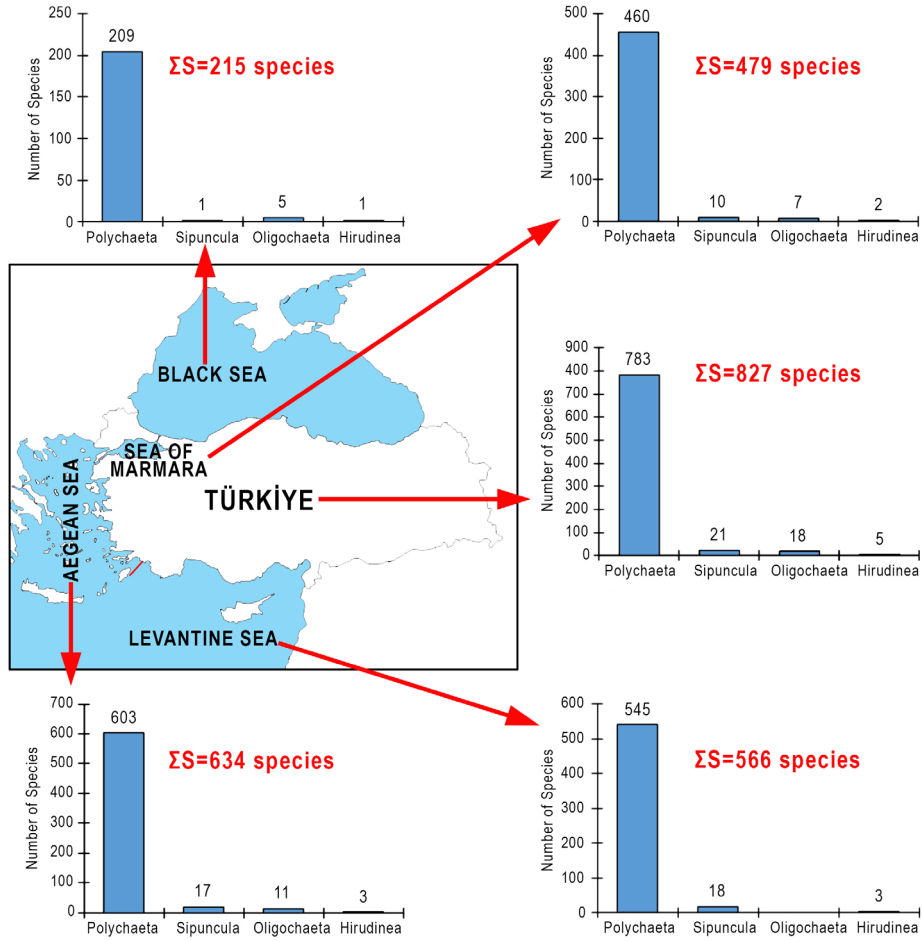 250
200
150
100
50
0
Number of Species
209
1
5
1
ΣS=215 species
Polychaeta Sipuncula Oligochaeta Hirudinea
500
400
300
200
100
0
Number of Species
460
10
7
2
ΣS=479 species
Polychaeta Sipuncula Oligochaeta Hirudinea
BLACK SEA
SEA OF
MARMARA
TÜRKİYE
AEGEAN SEA
LEVANTINE SEA
900
800
700
600
500
400
300
200
100
0
Number of Species
783
21
18
5
ΣS=827 species
Polychaeta Sipuncula Oligochaeta Hirudinea
700
600
500
400
300
200
100
0
Number of Species
603
17
11
3
ΣS=634 species
Polychaeta Sipuncula Oligochaeta Hirudinea
600
500
400
300
200
100
0
Number of Species
545
18
3
ΣS=566 species
Polychaeta Sipuncula Oligochaeta Hirudinea